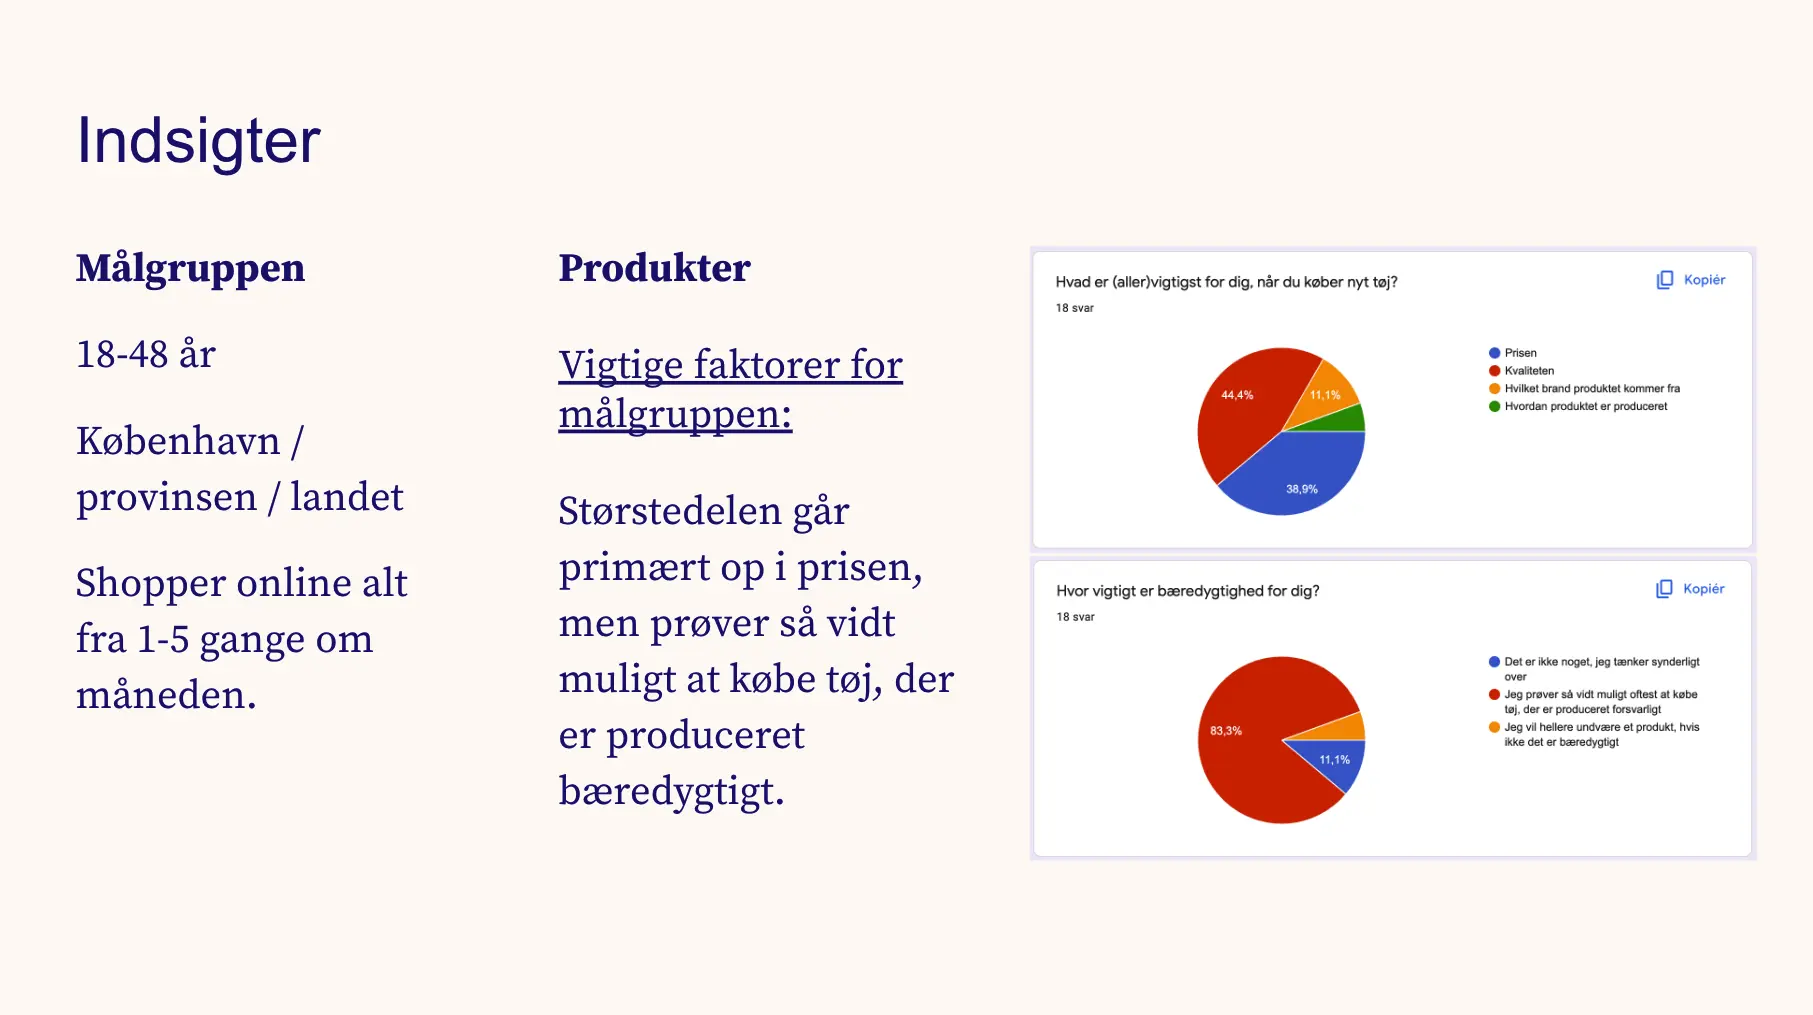 Indsigter
Målgruppen
18-48 år
København /
provinsen / landet
Shopper online alt
fra 1-5 gange om
måneden.
Produkter
Vigtige faktorer for
målgruppen:
Størstedelen går
primært op i prisen,
men prøver så vidt
muligt at købe tøj, der
er produceret
bæredygtigt.
Hvad er (aller)vigtigst for dig, når du køber nyt tøj?
Kopiér
18 svar
44,4%
11,1%
38,9%
Prisen
Kvaliteten
Hvilket brand produktet kommer fra
Hvordan produktet er produceret
Hvor vigtigt er bæredygtighed for dig?
Kopiér
18 svar
83,3%
11,1%
Det er ikke noget, jeg tænker synderligt
over
Jeg prøver så vidt muligt oftest at købe
tøj, der er produceret forsvarligt
Jeg vil hellere undvære et produkt, hvis
ikke det er bæredygtigt